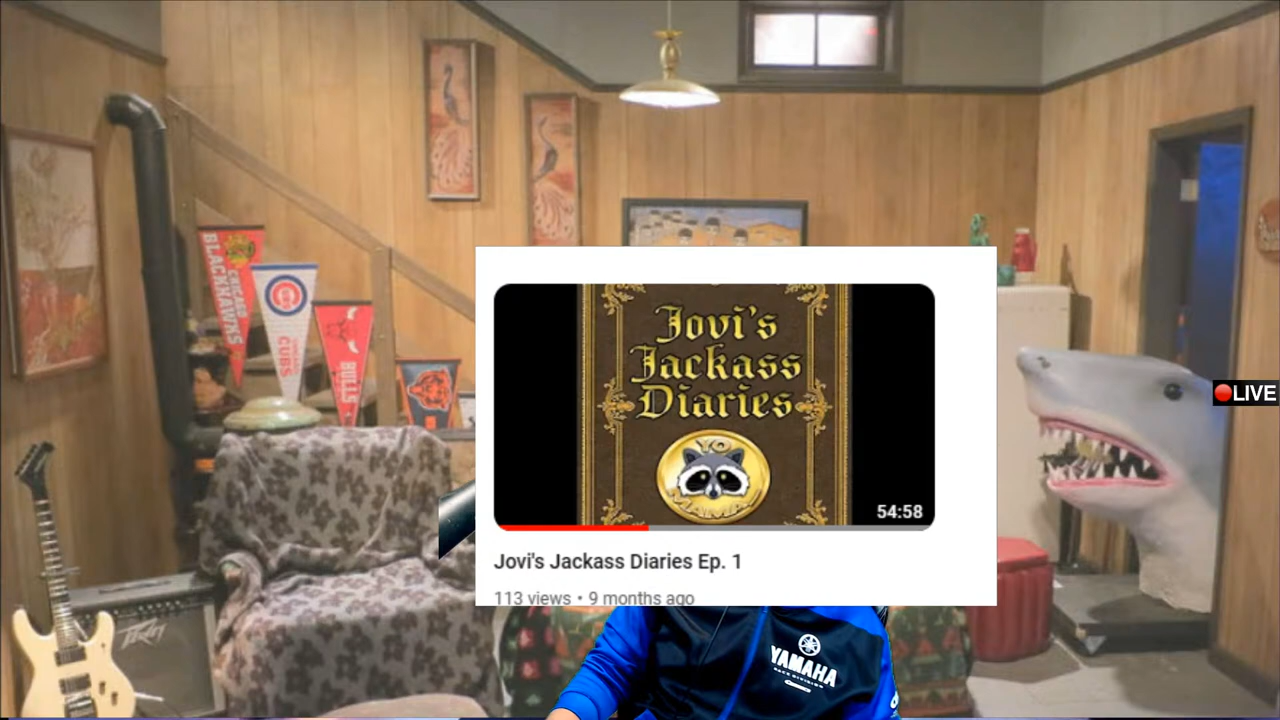 CHICAGO
BLACKHAWKS
CHICAGO
CUBS
BULLS
Jovi's
Jackass
Diaries
YO
MAMA
54:58
Jovi's Jackass Diaries Ep. 1
113 views • 9 months ago
LIVE
YAMAHA